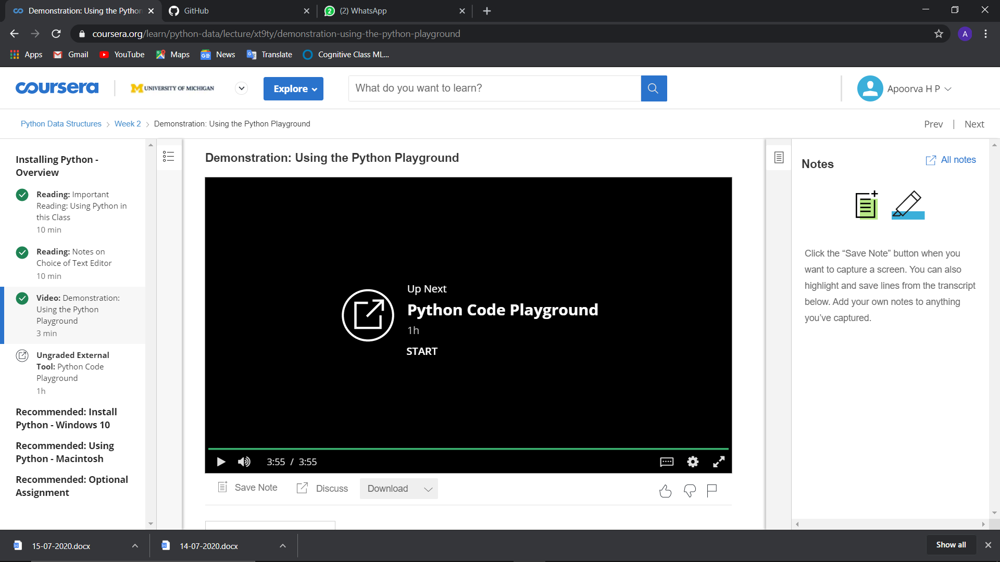 Demonstration: Using the Python
GitHub
2
(2) WhatsApp
coursera.org/learn/python-data/lecture/xt9ty/demonstration-using-the-python-playground
A
Apps
Gmail
YouTube
Maps
GE
News
Translate
Cognitive Class ML...
coursera
M UNIVERSITY OF MICHIGAN
Explore
What do you want to learn?
Apoorva H P
Python Data Structures > Week 2 > Demonstration: Using the Python Playground
Prev | Next
Installing Python -
Overview
Reading: Important
Reading: Using Python in
this Class
10 min
Reading: Notes on
Choice of Text Editor
10 min
Video: Demonstration:
Using the Python
Playground
3 min
Ungraded External
Tool: Python Code
Playground
1h
Recommended: Install
Python - Windows 10
Recommended: Using
Python - Macintosh
Recommended: Optional
Assignment
Demonstration: Using the Python Playground
Up Next
Python Code Playground
1h
START
3:55 / 3:55
Save Note
Discuss
Download
Notes
All notes
Click the “Save Note” button when you
want to capture a screen. You can also
highlight and save lines from the transcript
below. Add your own notes to anything
you’ve captured.
15-07-2020.docx
14-07-2020.docx
Show all